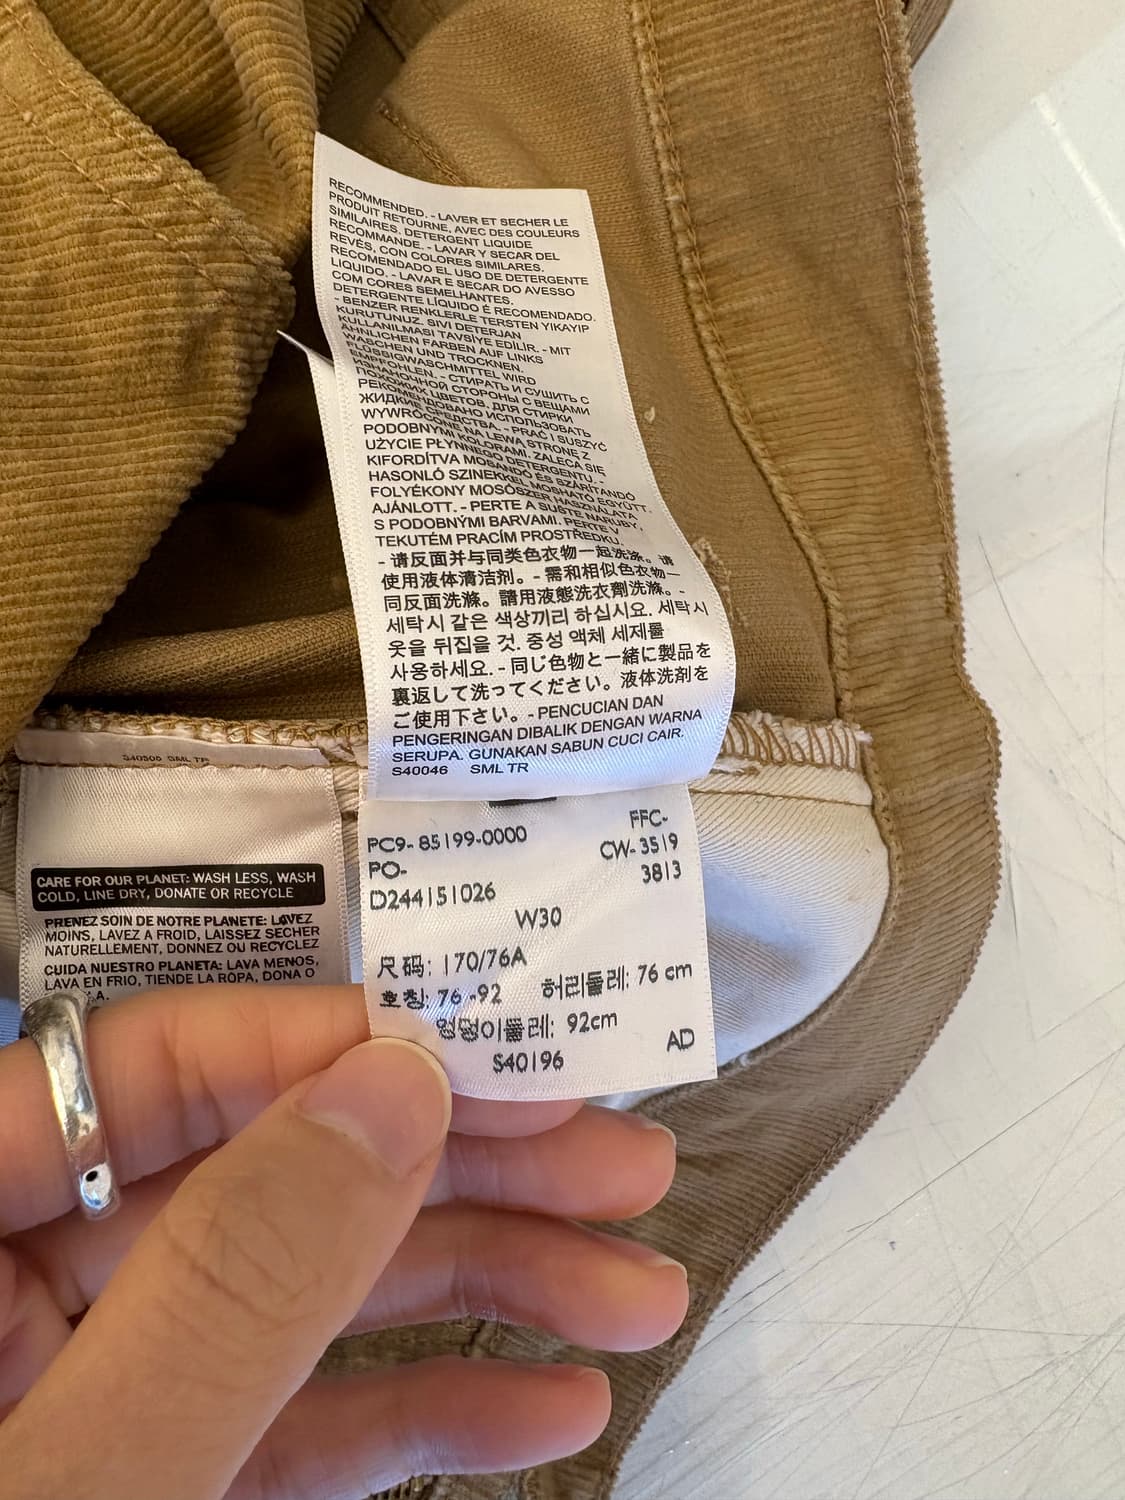 RECOMMENDED. - LAVER ET SECHER LE
PRODUIT RETOURNE, AVEC DES COULEURS
SIMILAIRES. DETERGENT LIQUIDE
RECOMMANDE. - LAVAR Y SECAR DEL
REVÉS, CON COLORES SIMILARES.
RECOMENDADO EL USO DE DETERGENTE
LIQUIDO. - LAVAR E SECAR DO AVESSO
COM CORES SEMELHANTES.
DETERGENTE LÍQUIDO É RECOMENDADO.
- BENZER RENKLERLE TERSTEN YIKAYIP
KURUTUNUZ. SIVI DETERJAN
KULLANILMASI TAVSİYE EDİLİR. - MIT
ÄHNLICHEN FARBEN AUF LINKS
WASCHEN UND TROCKNEN.
FLÜSSIGWASCHMITTEL WIRD
EMPFOHLEN. - СТИРАТЬ И СУШИТЬ С
ИЗНАНОЧНОЙ СТОРОНЫ С ВЕЩАМИ
ПОХОЖИХ ЦВЕТОВ. ДЛЯ СТИРКИ
РЕКОМЕНДОВАНО ИСПОЛЬЗОВАТЬ
ЖИДКИЕ СРЕДСТВА. - PRAĆ I SUSZYĆ
WYWRÓCONE NA LEWĄ STRONĘ Z
PODOBNYMI KOLORAMI. ZALECA SIĘ
UŻYCIE PŁYNNEGO DETERGENTU. -
KIFORDÍTVA MOSANDÓ ÉS SZÁRÍTANDÓ
HASONLÓ SZINEKKEL MOSHATÓ EGYÜTT.
FOLYÉKONY MOSÓSZER HASZNÁLATA
AJÁNLOTT. - PERTE A SUŠTE NARUBY,
S PODOBNÝMI BARVAMI. PERTE V
TEKUTÉM PRACÍM PROSTŘEDKU.
- 请反面并与同类色衣物一起洗涤。请
使用液体清洁剂。- 需和相似色衣物一
同反面洗滌。請用液態洗衣劑洗滌。-
세탁시 같은 색상끼리 하십시요. 세탁시
옷을 뒤집을 것. 중성 액체 세제를
사용하세요. - 同じ色物と一緒に製品を
裏返して洗ってください。液体洗剤を
ご使用下さい。- PENCUCIAN DAN
PENGERINGAN DIBALIK DENGAN WARNA
SERUPA. GUNAKAN SABUN CUCI CAIR.
S40046 SML TR
S40506 SML TR
CARE FOR OUR PLANET: WASH LESS, WASH
COLD, LINE DRY, DONATE OR RECYCLE
PRENEZ SOIN DE NOTRE PLANETE: LAVEZ
MOINS, LAVEZ A FROID, LAISSEZ SECHER
NATURELLEMENT, DONNEZ OU RECYCLEZ
CUIDA NUESTRO PLANETA: LAVA MENOS,
LAVA EN FRIO, TIENDE LA ROPA, DONA O
PC9- 85199-0000
FFC-
PO-
CW- 3519
D244151026
3813
W30
尺码: 170/76A
호칭: 76 -92 허리둘레: 76 cm
엉덩이둘레: 92cm
S40196
AD